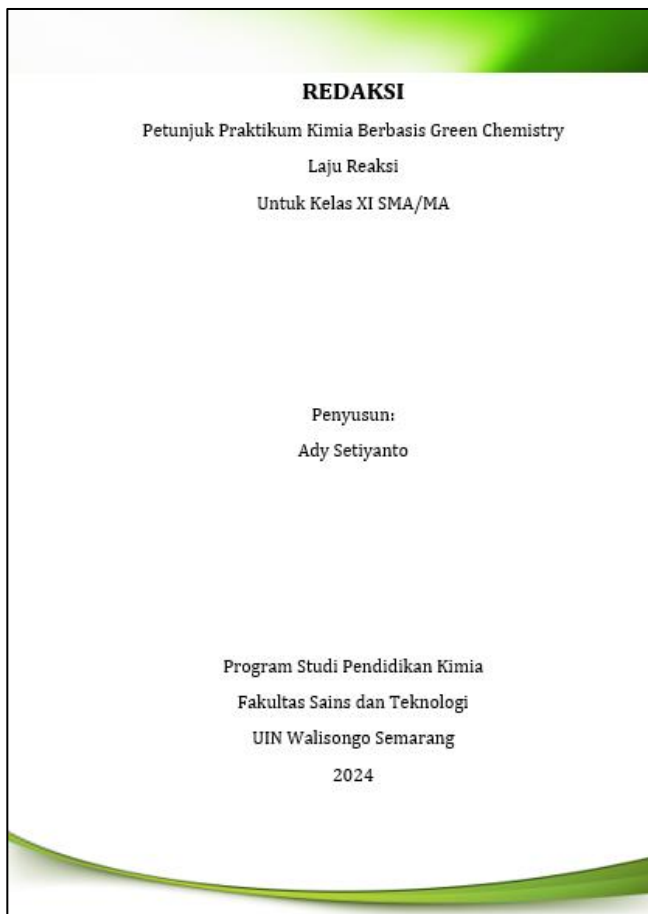 REDAKSI
Petunjuk Praktikum Kimia Berbasis Green Chemistry
Laju Reaksi
Untuk Kelas XI SMA/MA
Penyusun:
Ady Setiyanto
Program Studi Pendidikan Kimia
Fakultas Sains dan Teknologi
UIN Walisongo Semarang
2024